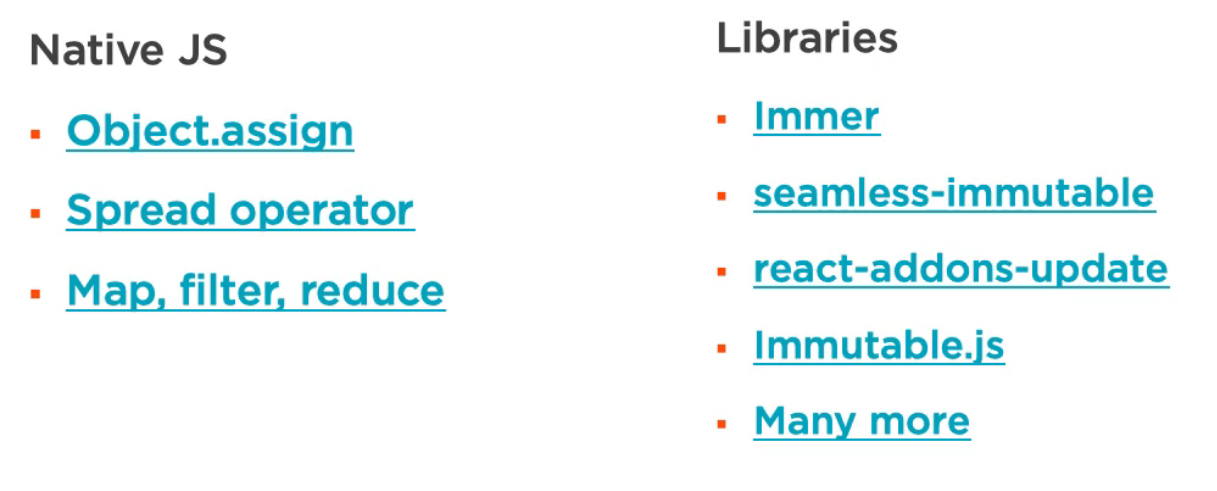 Native JS
Object.assign
Spread operator
Map, filter, reduce
Libraries
Immer
seamless-immutable
react-addons-update
Immutable.js
Many more